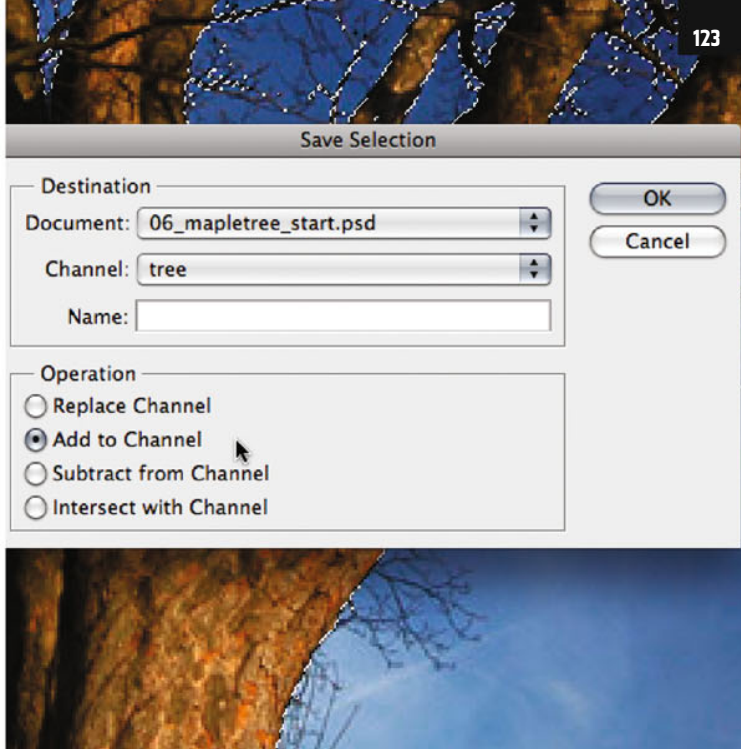 123
Save Selection
Destination
Document: 06_mapletree_start.psd
Channel: tree
Name:
OK
Cancel
Operation
Replace Channel
Add to Channel
Subtract from Channel
Intersect with Channel